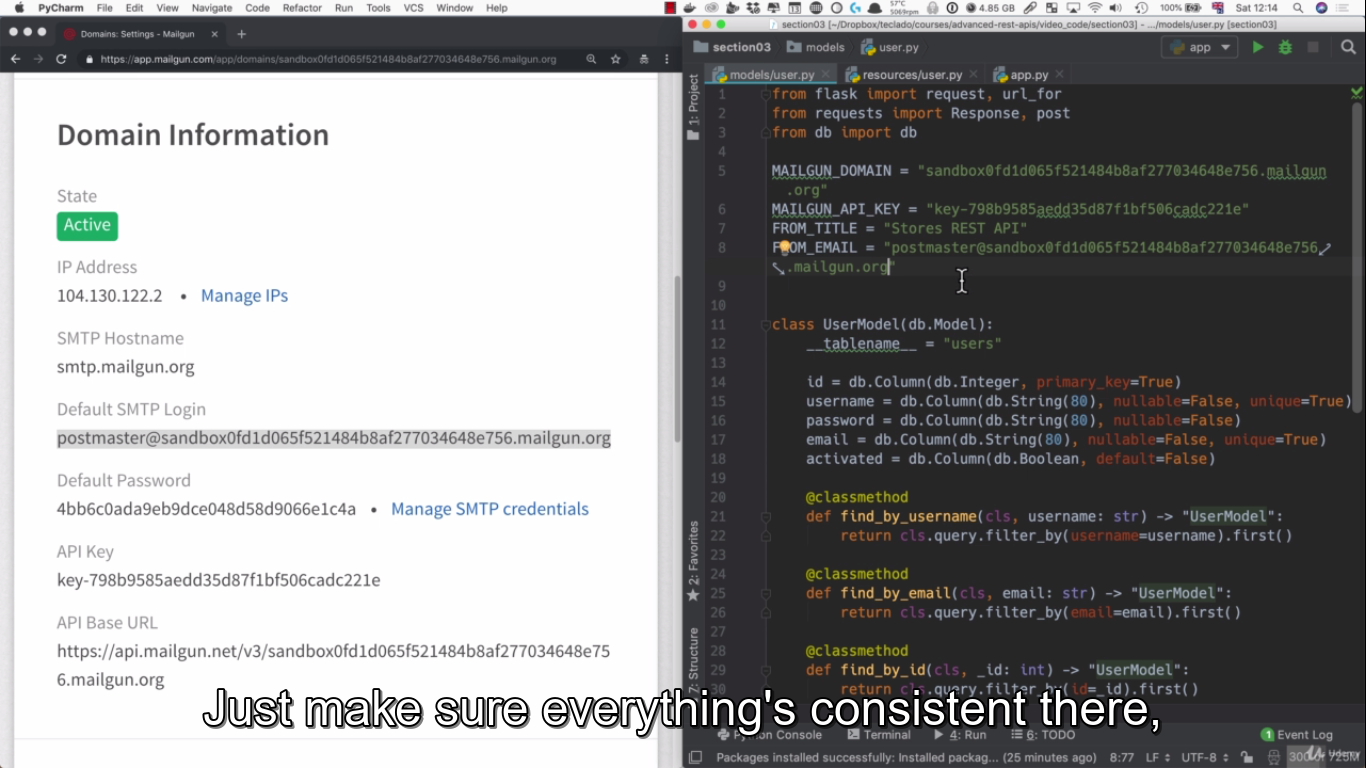 PyCharm File Edit View Navigate Code Refactor Run Tools VCS Window Help 57°C 5069rpm 4.85 GB 100% Sat 12:14
Domains: Settings - Mailgun
https://app.mailgun.com/app/domains/sandbox0fd1d065f521484b8af277034648e756.mailgun.org
Domain Information
State
Active
IP Address
104.130.122.2 • Manage IPs
SMTP Hostname
smtp.mailgun.org
Default SMTP Login
postmaster@sandbox0fd1d065f521484b8af277034648e756.mailgun.org
Default Password
4bb6c0ada9eb9dce048d58d9066e1c4a • Manage SMTP credentials
API Key
key-798b9585aedd35d87f1bf506cadc221e
API Base URL
https://api.mailgun.net/v3/sandbox0fd1d065f521484b8af277034648e75
6.mailgun.org
section03 [~/Dropbox/teclado/courses/advanced-rest-apis/video_code/section03] - .../models/user.py [section03]
section03 models user.py app
models/user.py resources/user.py app.py
1: Project
2: Favorites
7: Structure
1 from flask import request, url_for
2 from requests import Response, post
3 from db import db
4
5 MAILGUN_DOMAIN = "sandbox0fd1d065f521484b8af277034648e756.mailgun
.org"
6 MAILGUN_API_KEY = "key-798b9585aedd35d87f1bf506cadc221e"
7 FROM_TITLE = "Stores REST API"
8 FROM_EMAIL = "postmaster@sandbox0fd1d065f521484b8af277034648e756
.mailgun.org"
9
10
11 class UserModel(db.Model):
12 __tablename__ = "users"
13
14 id = db.Column(db.Integer, primary_key=True)
15 username = db.Column(db.String(80), nullable=False, unique=True)
16 password = db.Column(db.String(80), nullable=False)
17 email = db.Column(db.String(80), nullable=False, unique=True)
18 activated = db.Column(db.Boolean, default=False)
19
20 @classmethod
21 def find_by_username(cls, username: str) -> "UserModel":
22 return cls.query.filter_by(username=username).first()
23
24 @classmethod
25 def find_by_email(cls, email: str) -> "UserModel":
26 return cls.query.filter_by(email=email).first()
27
28 @classmethod
29 def find_by_id(cls, _id: int) -> "UserModel":
30 return cls.query.filter_by(id=_id).first()
Just make sure everything's consistent there,
Python Console Terminal 4: Run 6: TODO 1 Event Log
Packages installed successfully: Installed packag... (25 minutes ago) 8:77 LF UTF-8 300 of 725M
Udemy